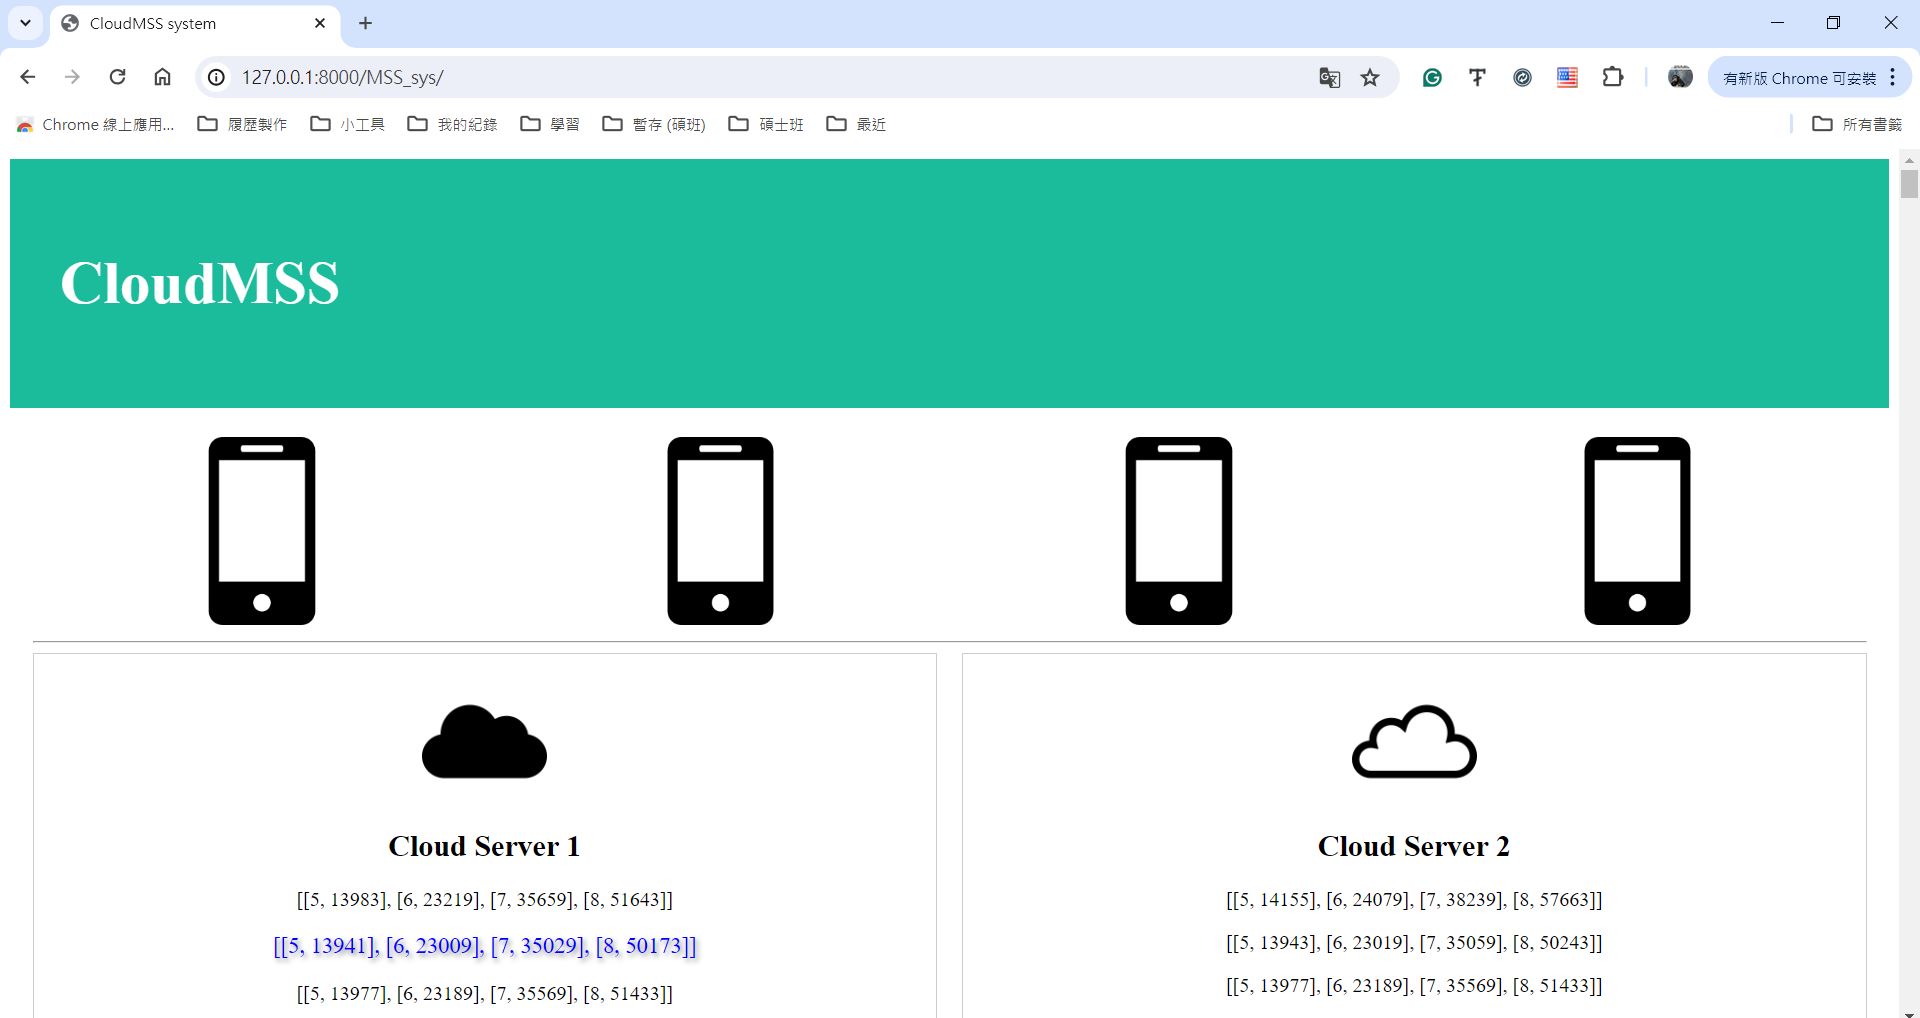 CloudMSS system
127.0.0.1:8000/MSS_sys/
有新版 Chrome 可安裝
Chrome 線上應用... 履歷製作 小工具 我的紀錄 學習 暫存 (碩班) 碩士班 最近 所有書籤
CloudMSS
Cloud Server 1
[[5, 13983], [6, 23219], [7, 35659], [8, 51643]]
[[5, 13941], [6, 23009], [7, 35029], [8, 50173]]
[[5, 13977], [6, 23189], [7, 35569], [8, 51433]]
Cloud Server 2
[[5, 14155], [6, 24079], [7, 38239], [8, 57663]]
[[5, 13943], [6, 23019], [7, 35059], [8, 50243]]
[[5, 13977], [6, 23189], [7, 35569], [8, 51433]]